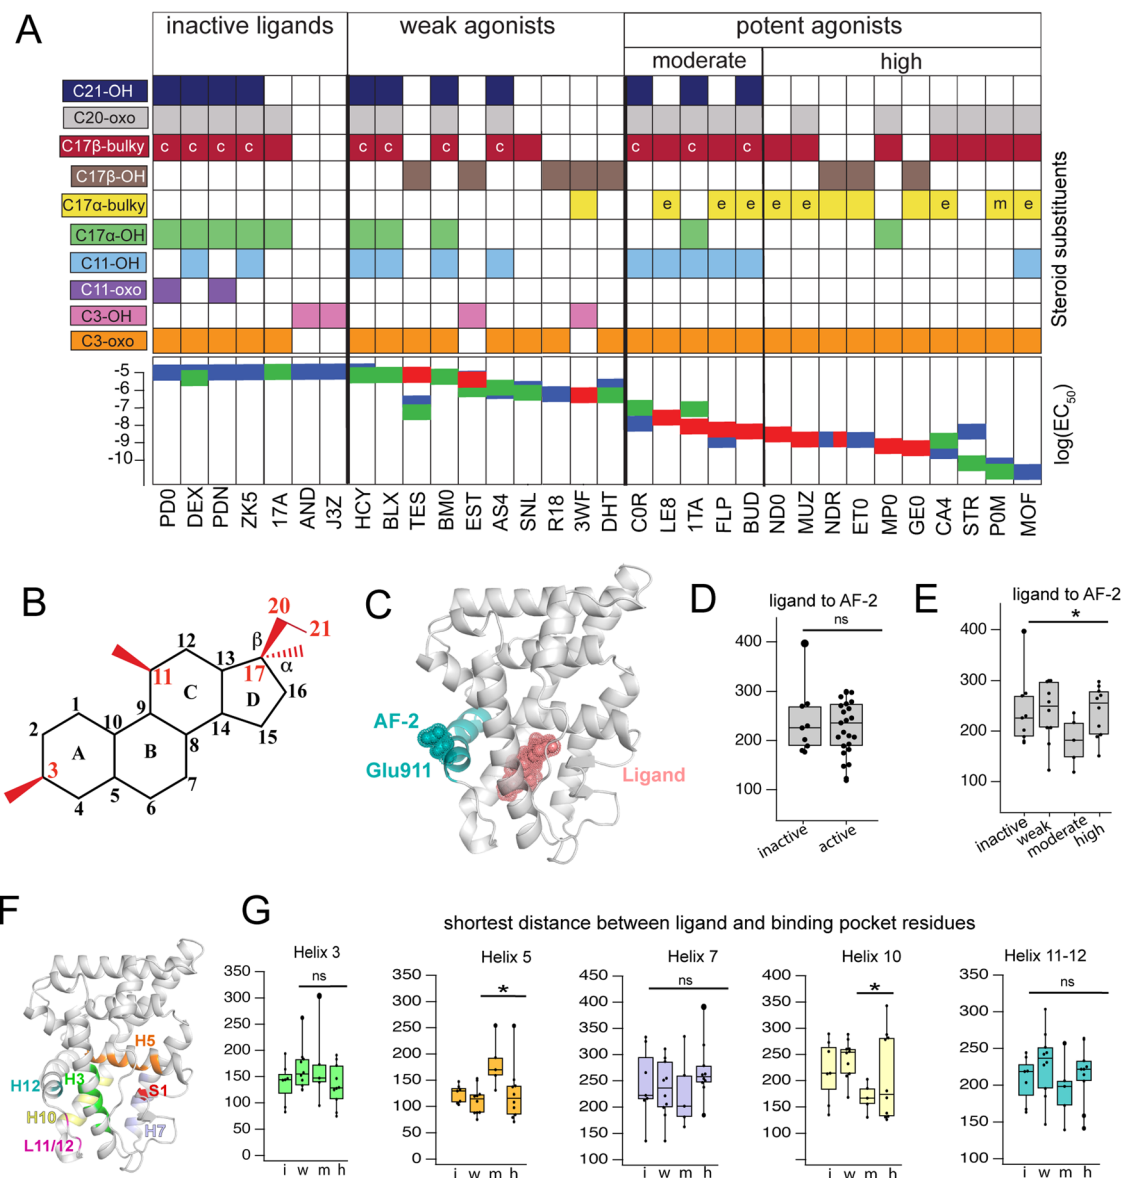 A
inactive ligands
weak agonists
potent agonists
moderate
high
C21-OH
C20-oxo
C17β-bulky
c c c c c c c c c c c
C17β-OH
C17α-bulky
e e e e e e m e
C17α-OH
C11-OH
C11-oxo
C3-OH
C3-oxo
Steroid substituents
-5
-6
-7
-8
-9
-10
log(EC50)
PD0 DEX PDN ZK5 17A AND J3Z HCY BLX TES BM0 EST AS4 SNL R18 3WF DHT C0R LE8 1TA FLP BUD ND0 MUZ NDR ET0 MP0 GE0 CA4 STR P0M MOF
B
20
21
β
α
12
11
13
17
16
C
D
1
9
14
15
2
10
8
A
B
3
7
4
5
6
C
AF-2
Glu911
Ligand
D
ligand to AF-2
ns
400
300
200
100
inactive
active
E
ligand to AF-2
*
400
300
200
100
inactive
weak
moderate
high
F
H5
H12
H3
S1
H10
H7
L11/12
G
shortest distance between ligand and binding pocket residues
Helix 3
ns
350
300
250
200
150
100
50
0
i w m h
Helix 5
*
350
300
250
200
150
100
50
0
i w m h
Helix 7
ns
450
400
350
300
250
200
150
100
i w m h
Helix 10
*
400
350
300
250
200
150
100
50
i w m h
Helix 11-12
ns
350
300
250
200
150
100
i w m h